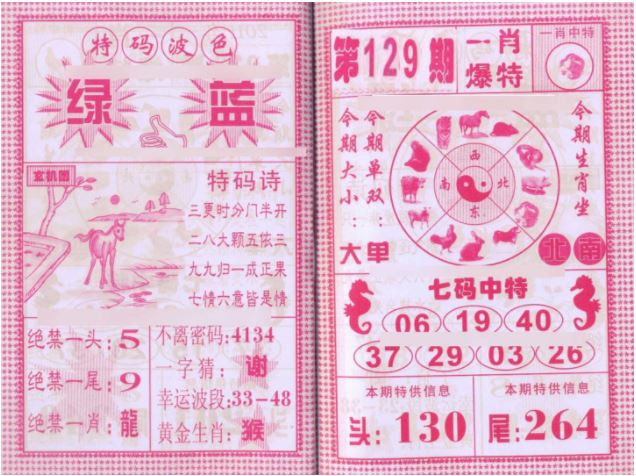 特码波色
绿 蓝
玄机图
特码诗
三更时分门半开
二八大颗五依三
九九归一成正果
七情六意皆是情
绝禁一头:5
绝禁一尾:9
绝禁一肖:龍
不离密码:4134
一字猜:谢
幸运波段:33-48
黄金生肖:猴
第129期
一肖
爆特
一肖中特
今期大小:
大
今期单双:
单
西
南 北
东
今期生肖坐
北南
七码中特
06 19 40
37 29 03 26
本期特供信息
头:130
本期特供信息
尾:264